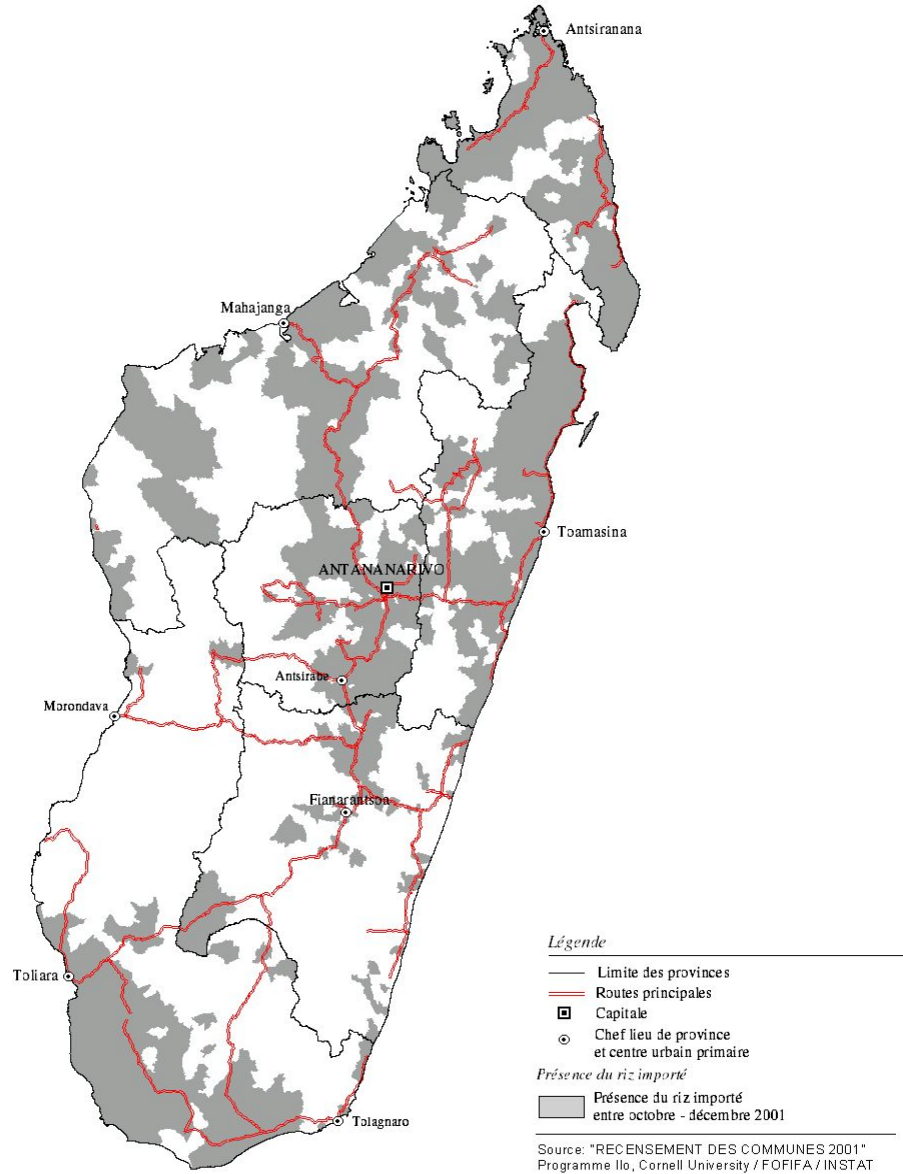 Antsiranana
Mahajanga
Toamasina
ANTANANARIVO
Antsirabe
Morondava
Fianarantsoa
Toliara
Tolagnaro
Légende
Limite des provinces
Routes principales
Capitale
Chef lieu de province
et centre urbain primaire
Présence du riz importé
Présence du riz importé
entre octobre - décembre 2001
Source: "RECENSEMENT DES COMMUNES 2001"
Programme Ilo, Cornell University / FOFIFA / INSTAT